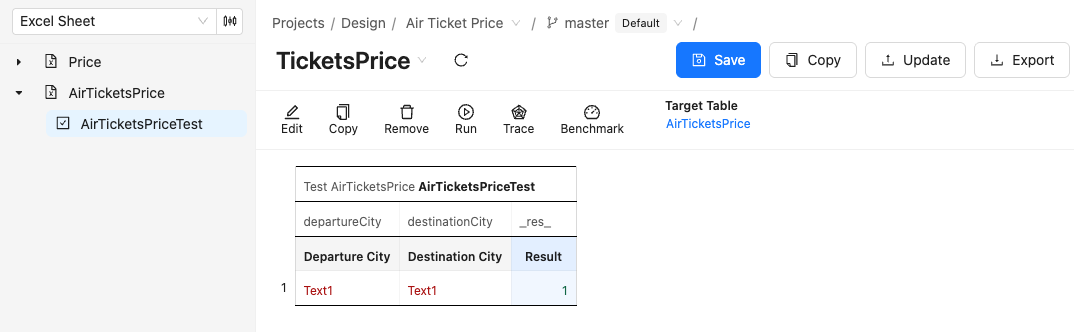 Excel Sheet
Price
AirTicketsPrice
AirTicketsPriceTest
Projects / Design / Air Ticket Price / master Default /
TicketsPrice
Save Copy Update Export
Edit Copy Remove Run Trace Benchmark
Target Table
AirTicketsPrice
Test AirTicketsPrice AirTicketsPriceTest
departureCity destinationCity _res_
Departure City Destination City Result
1 Text1 Text1 1